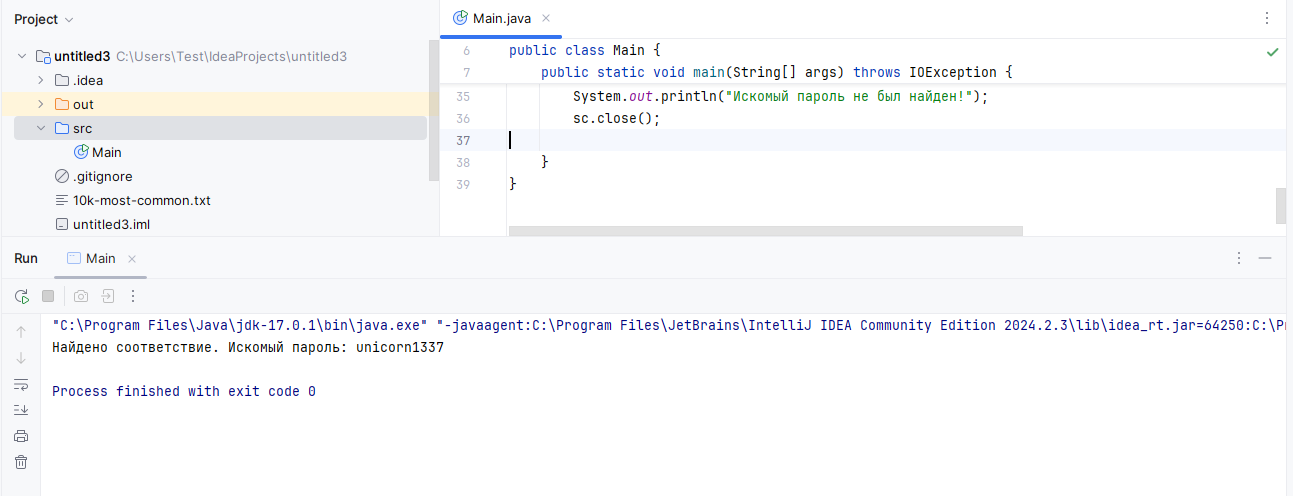 Project
Main.java
untitled3 C:\Users\Test\IdeaProjects\untitled3
.idea
out
src
Main
.gitignore
10k-most-common.txt
untitled3.iml
6 public class Main {
7 public static void main(String[] args) throws IOException {
35 System.out.println("Искомый пароль не был найден!");
36 sc.close();
37
38 }
39 }
Run Main
"C:\Program Files\Java\jdk-17.0.1\bin\java.exe" "-javaagent:C:\Program Files\JetBrains\IntelliJ IDEA Community Edition 2024.2.3\lib\idea_rt.jar=64250:C:\Pr
Найдено соответствие. Искомый пароль: unicorn1337
Process finished with exit code 0